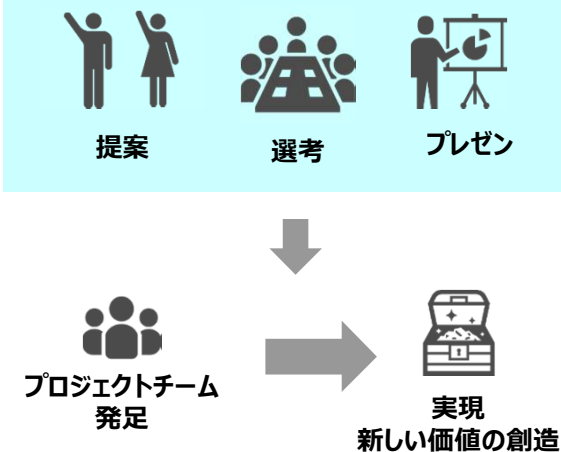 提案
選考
プレゼン
プロジェクトチーム
発足
実現
新しい価値の創造